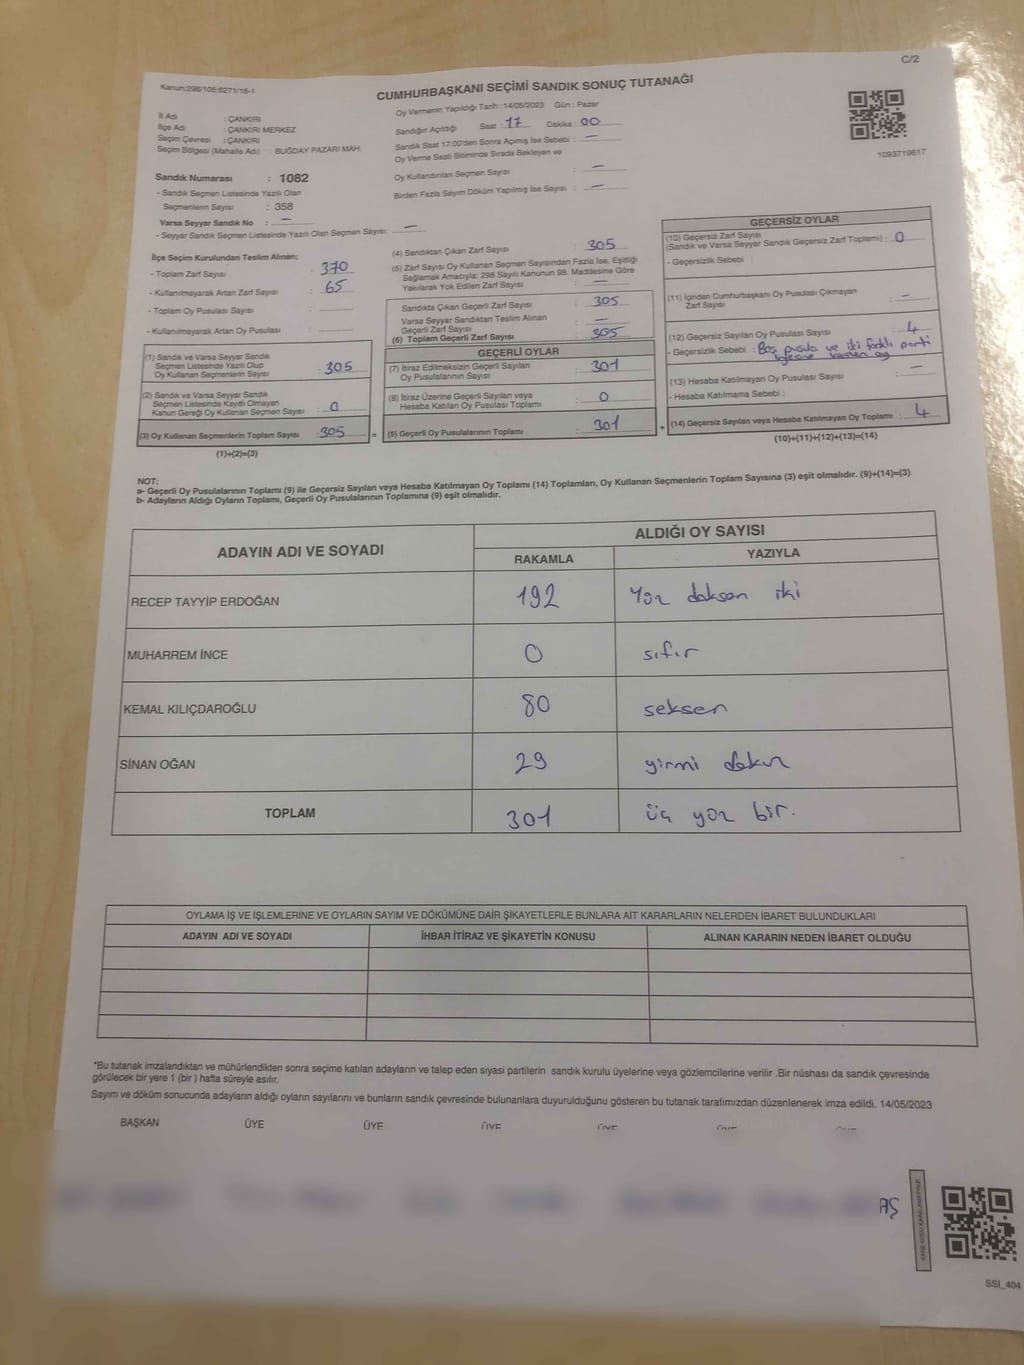 C/2
Kanun:298/105;6271/15-1
CUMHURBAŞKANI SEÇİMİ SANDIK SONUÇ TUTANAĞI
Oy Vermenin Yapıldığı Tarih : 14/05/2023 Gün : Pazar
İl Adı : ÇANKIRI
İlçe Adı : ÇANKIRI MERKEZ
Seçim Çevresi : ÇANKIRI
Seçim Bölgesi (Mahalle Adı) : BUĞDAY PAZARI MAH.
Sandığın Açıldığı Saat : 17 Dakika : 00
Sandık Saat 17:00'den Sonra Açılmış İse Sebebi : —
Oy Verme Saati Bitiminde Sırada Bekleyen ve
Oy Kullandırılan Seçmen Sayısı : —
Birden Fazla Sayım Döküm Yapılmış İse Sayısı : —
1093719617
Sandık Numarası : 1082
- Sandık Seçmen Listesinde Yazılı Olan
Seçmenlerin Sayısı : 358
Varsa Seyyar Sandık No : —
- Seyyar Sandık Seçmen Listesinde Yazılı Olan Seçmen Sayısı: —
İlçe Seçim Kurulundan Teslim Alınan;
- Toplam Zarf Sayısı : 370
- Kullanılmayarak Artan Zarf Sayısı : 65
- Toplam Oy Pusulası Sayısı :
- Kullanılmayarak Artan Oy Pusulası :
(1) Sandık ve Varsa Seyyar Sandık
Seçmen Listesinde Yazılı Olup
Oy Kullanan Seçmenlerin Sayısı : 305
(2) Sandık ve Varsa Seyyar Sandık
Seçmen Listesinde Kayıtlı Olmayan
Kanun Gereği Oy Kullanan Seçmen Sayısı : 0
(3) Oy Kullanan Seçmenlerin Toplam Sayısı 305 =
(1)+(2)=(3)
(4) Sandıktan Çıkan Zarf Sayısı : 305
(5) Zarf Sayısı Oy Kullanan Seçmen Sayısından Fazla İse, Eşitliği
Sağlamak Amacıyla; 298 Sayılı Kanunun 98. Maddesine Göre
Yakılarak Yok Edilen Zarf Sayısı : —
Sandıkta Çıkan Geçerli Zarf Sayısı : 305
Varsa Seyyar Sandıktan Teslim Alınan
Geçerli Zarf Sayısı : —
(6) Toplam Geçerli Zarf Sayısı : 305
GEÇERLİ OYLAR
(7) İtiraz Edilmeksizin Geçerli Sayılan
Oy Pusulalarının Sayısı : 301
(8) İtiraz Üzerine Geçerli Sayılan veya
Hesaba Katılan Oy Pusulası Toplamı : 0
(9) Geçerli Oy Pusulalarının Toplamı : 301 +
GEÇERSİZ OYLAR
(10) Geçersiz Zarf Sayısı
(Sandık ve Varsa Seyyar Sandık Geçersiz Zarf Toplamı) : 0
- Geçersizlik Sebebi :
(11) İçinden Cumhurbaşkanı Oy Pusulası Çıkmayan
Zarf Sayısı : —
(12) Geçersiz Sayılan Oy Pusulası Sayısı : 4
- Geçersizlik Sebebi : Boş pusula ve iki farklı parti
oy
(13) Hesaba Katılmayan Oy Pusulası Sayısı : —
- Hesaba Katılmama Sebebi :
(14) Geçersiz Sayılan veya Hesaba Katılmayan Oy Toplamı : 4
(10)+(11)+(12)+(13)=(14)
NOT:
a- Geçerli Oy Pusulalarının Toplamı (9) ile Geçersiz Sayılan veya Hesaba Katılmayan Oy Toplamı (14) Toplamları, Oy Kullanan Seçmenlerin Toplam Sayısına (3) eşit olmalıdır. (9)+(14)=(3)
b- Adayların Aldığı Oyların Toplamı, Geçerli Oy Pusulalarının Toplamına (9) eşit olmalıdır.
ADAYIN ADI VE SOYADI ALDIĞI OY SAYISI
RAKAMLA YAZIYLA
RECEP TAYYİP ERDOĞAN 192 Yüz doksan iki
MUHARREM İNCE 0 sıfır
KEMAL KILIÇDAROĞLU 80 seksen
SİNAN OĞAN 29 yirmi dokuz
TOPLAM 301 üç yüz bir.
OYLAMA İŞ VE İŞLEMLERİNE VE OYLARIN SAYIM VE DÖKÜMÜNE DAİR ŞİKAYETLERLE BUNLARA AİT KARARLARIN NELERDEN İBARET BULUNDUKLARI
ADAYIN ADI VE SOYADI İHBAR İTİRAZ VE ŞİKAYETİN KONUSU ALINAN KARARIN NEDEN İBARET OLDUĞU
*Bu tutanak imzalandıktan ve mühürlendikten sonra seçime katılan adayların ve talep eden siyasi partilerin sandık kurulu üyelerine veya gözlemcilerine verilir .Bir nüshası da sandık çevresinde
görülecek bir yere 1 (bir ) hafta süreyle asılır.
Sayım ve döküm sonucunda adayların aldığı oyların sayılarını ve bunların sandık çevresinde bulunanlara duyurulduğunu gösteren bu tutanak tarafımızdan düzenlenerek imza edildi. 14/05/2023
BAŞKAN ÜYE ÜYE ÜYE ÜYE
AŞ
SSI_404